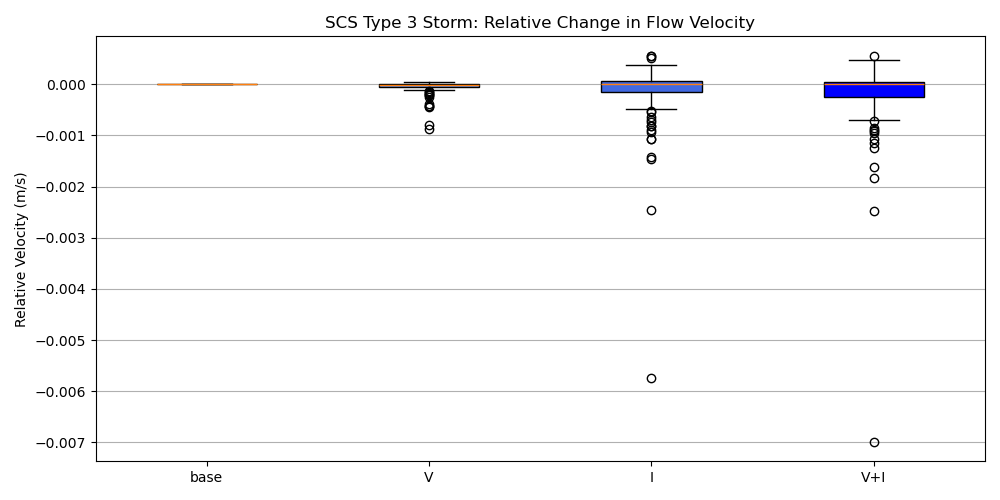 SCS Type 3 Storm: Relative Change in Flow Velocity
Relative Velocity (m/s)
0.000
−0.001
−0.002
−0.003
−0.004
−0.005
−0.006
−0.007
base
V
I
V+I